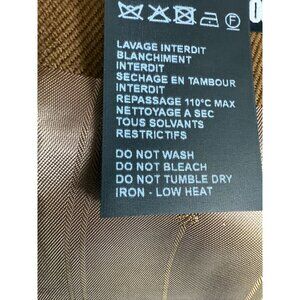 LAVAGE INTERDIT
BLANCHIMENT
INTERDIT
SECHAGE EN TAMBOUR
INTERDIT
REPASSAGE 110°C MAX
NETTOYAGE A SEC
TOUS SOLVANTS
RESTRICTIFS
DO NOT WASH
DO NOT BLEACH
DO NOT TUMBLE DRY
IRON - LOW HEAT